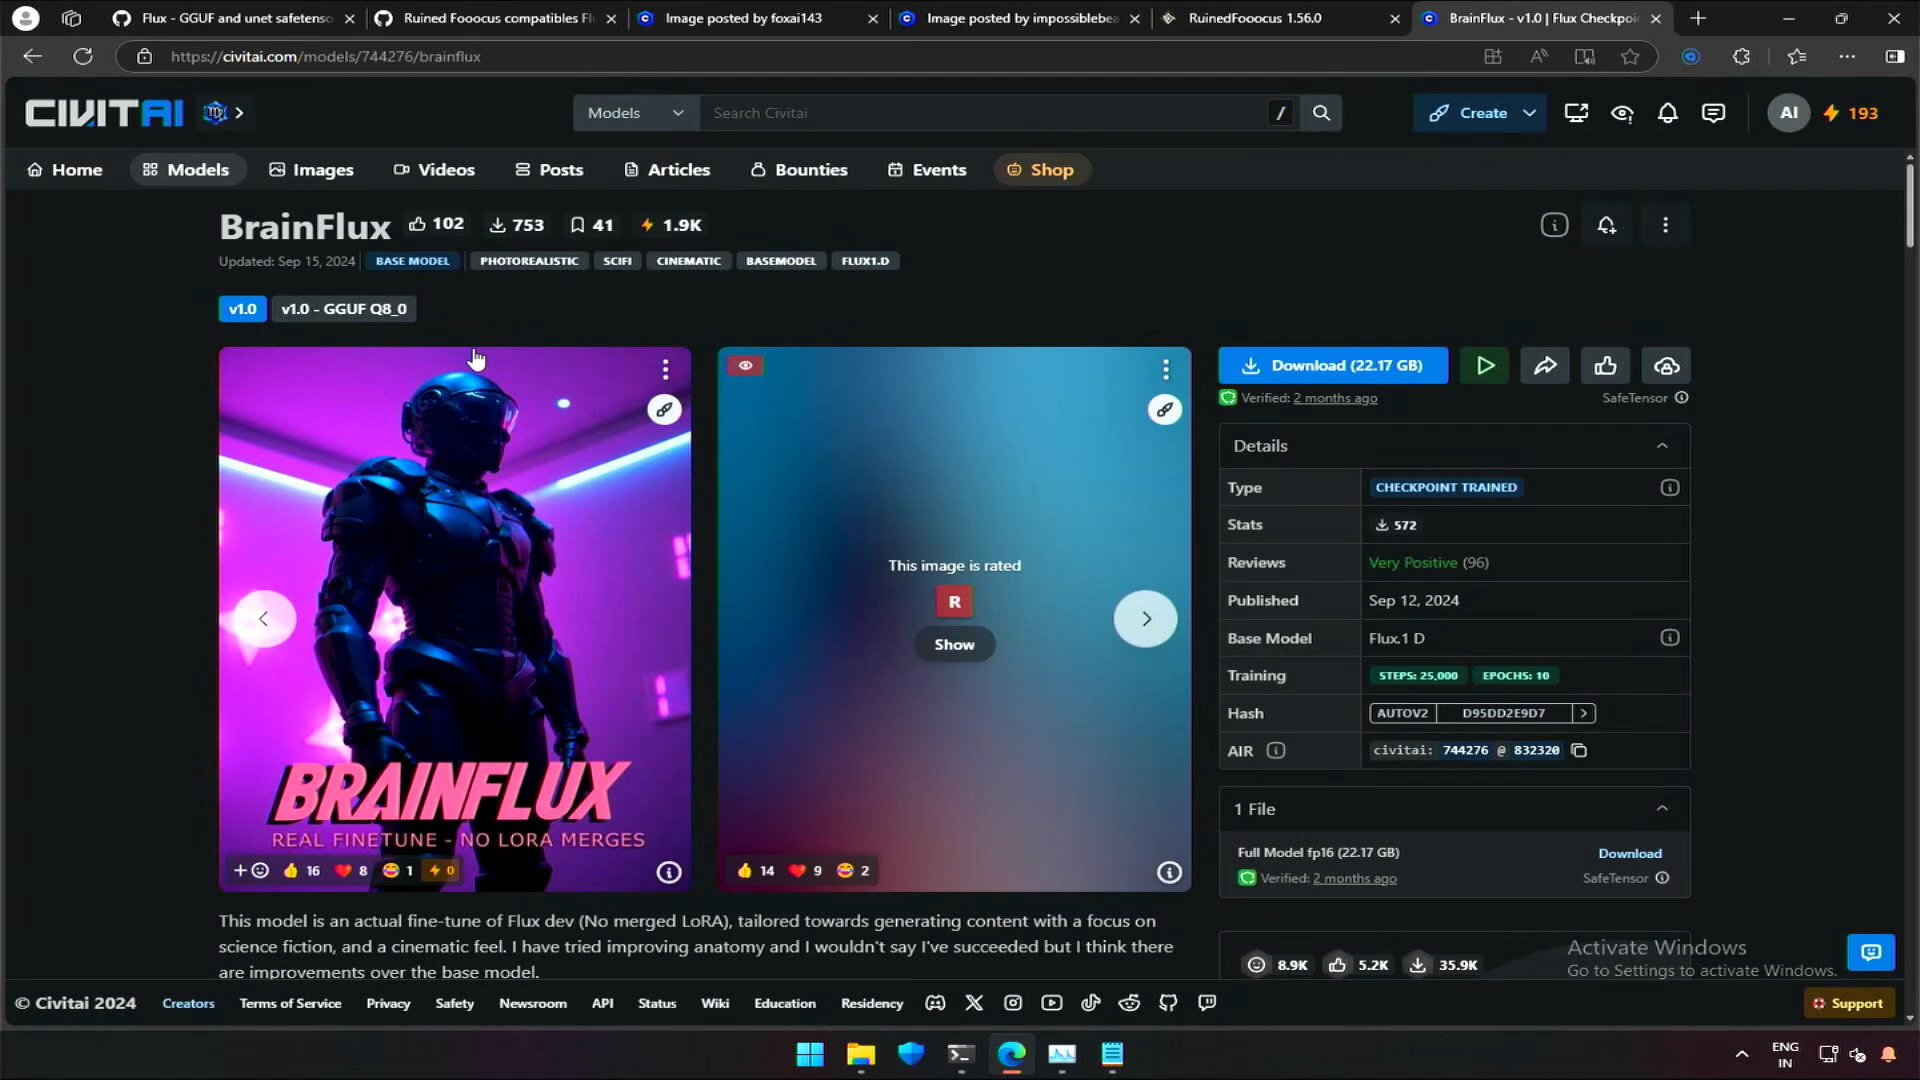 Flux - GGUF and unet safetenso
Ruined Fooocus compatibles Fl
Image posted by foxai143
Image posted by impossiblebea
RuinedFooocus 1.56.0
BrainFlux - v1.0 | Flux Checkpoi
https://civitai.com/models/744276/brainflux
CIVITAI
Models
Search Civitai
/
Create
AI
193
Home
Models
Images
Videos
Posts
Articles
Bounties
Events
Shop
BrainFlux
102
753
41
1.9K
Updated: Sep 15, 2024
BASE MODEL
PHOTOREALISTIC
SCIFI
CINEMATIC
BASEMODEL
FLUX1.D
v1.0
v1.0 - GGUF Q8_0
BRAINFLUX
REAL FINETUNE - NO LORA MERGES
16
8
1
0
This image is rated
R
Show
14
9
2
Download (22.17 GB)
Verified: 2 months ago
SafeTensor
Details
Type
CHECKPOINT TRAINED
Stats
572
Reviews
Very Positive (96)
Published
Sep 12, 2024
Base Model
Flux.1 D
Training
STEPS: 25,000
EPOCHS: 10
Hash
AUTOV2
D95DD2E9D7
AIR
civitai: 744276 @ 832320
1 File
Full Model fp16 (22.17 GB)
Download
Verified: 2 months ago
SafeTensor
8.9K
5.2K
35.9K
This model is an actual fine-tune of Flux dev (No merged LoRA), tailored towards generating content with a focus on
science fiction, and a cinematic feel. I have tried improving anatomy and I wouldn't say I've succeeded but I think there
are improvements over the base model.
Activate Windows
Go to Settings to activate Windows.
© Civitai 2024
Creators
Terms of Service
Privacy
Safety
Newsroom
API
Status
Wiki
Education
Residency
Support
ENG
IN